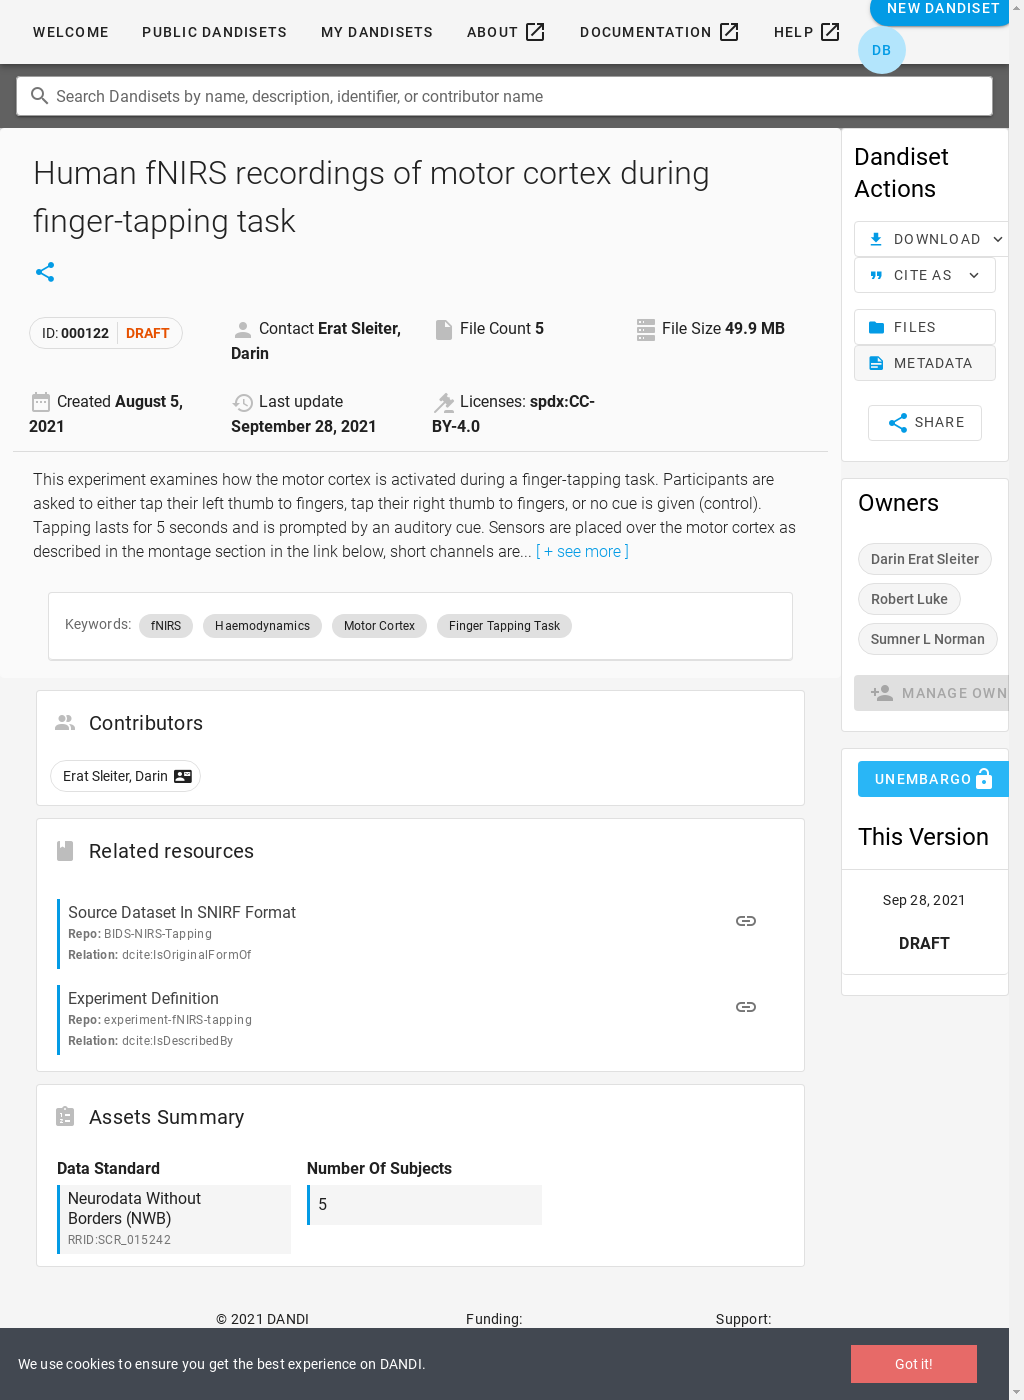 WELCOME
PUBLIC DANDISETS
MY DANDISETS
ABOUT
DOCUMENTATION
HELP
NEW DANDISET
DB
Search Dandisets by name, description, identifier, or contributor name
Human fNIRS recordings of motor cortex during
finger-tapping task
ID: 000122 DRAFT
Contact Erat Sleiter,
Darin
File Count 5
File Size 49.9 MB
Created August 5,
2021
Last update
September 28, 2021
Licenses: spdx:CC-
BY-4.0
This experiment examines how the motor cortex is activated during a finger-tapping task. Participants are
asked to either tap their left thumb to fingers, tap their right thumb to fingers, or no cue is given (control).
Tapping lasts for 5 seconds and is prompted by an auditory cue. Sensors are placed over the motor cortex as
described in the montage section in the link below, short channels are... [ + see more ]
Keywords: fNIRS Haemodynamics Motor Cortex Finger Tapping Task
Contributors
Erat Sleiter, Darin
Related resources
Source Dataset In SNIRF Format
Repo: BIDS-NIRS-Tapping
Relation: dcite:IsOriginalFormOf
Experiment Definition
Repo: experiment-fNIRS-tapping
Relation: dcite:IsDescribedBy
Assets Summary
Data Standard
Neurodata Without
Borders (NWB)
RRID:SCR_015242
Number Of Subjects
5
Dandiset
Actions
DOWNLOAD
CITE AS
FILES
METADATA
SHARE
Owners
Darin Erat Sleiter
Robert Luke
Sumner L Norman
MANAGE OWN
UNEMBARGO
This Version
Sep 28, 2021
DRAFT
© 2021 DANDI
Funding:
Support:
We use cookies to ensure you get the best experience on DANDI.
Got it!